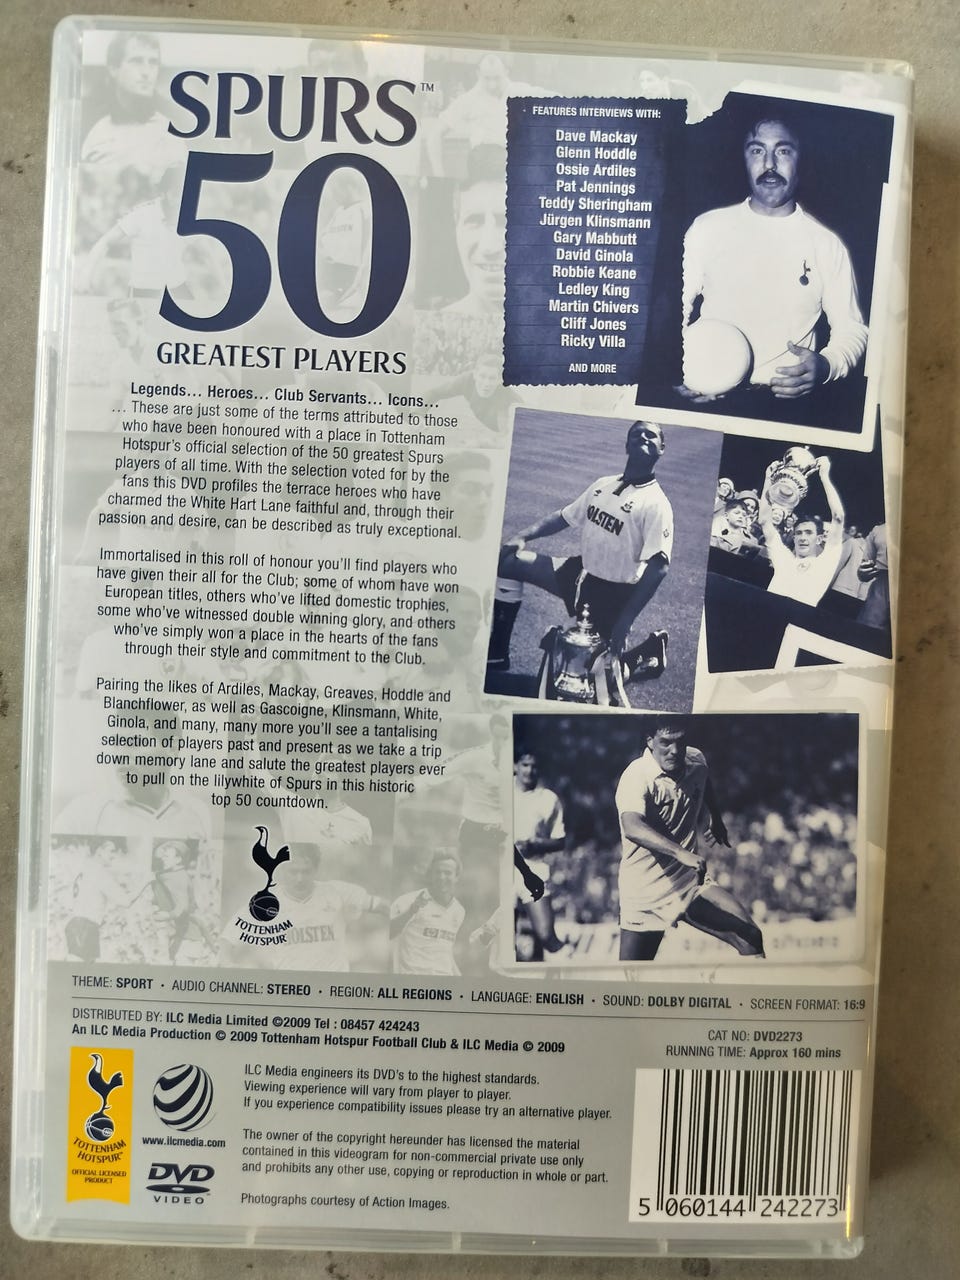 SPURS™
50
GREATEST PLAYERS
Legends... Heroes... Club Servants... Icons...
... These are just some of the terms attributed to those
who have been honoured with a place in Tottenham
Hotspur's official selection of the 50 greatest Spurs
players of all time. With the selection voted for by the
fans this DVD profiles the terrace heroes who have
charmed the White Hart Lane faithful and, through their
passion and desire, can be described as truly exceptional.
Immortalised in this roll of honour you'll find players who
have given their all for the Club; some of whom have won
European titles, others who've lifted domestic trophies,
some who've witnessed double winning glory, and others
who've simply won a place in the hearts of the fans
through their style and commitment to the Club.
Pairing the likes of Ardiles, Mackay, Greaves, Hoddle and
Blanchflower, as well as Gascoigne, Klinsmann, White,
Ginola, and many, many more you'll see a tantalising
selection of players past and present as we take a trip
down memory lane and salute the greatest players ever
to pull on the lilywhite of Spurs in this historic
top 50 countdown.
TOTTENHAM
HOTSPUR
HOLSTEN
FEATURES INTERVIEWS WITH:
Dave Mackay
Glenn Hoddle
Ossie Ardiles
Pat Jennings
Teddy Sheringham
Jürgen Klinsmann
Gary Mabbutt
David Ginola
Robbie Keane
Ledley King
Martin Chivers
Cliff Jones
Ricky Villa
AND MORE
HOLSTEN
THEME: SPORT • AUDIO CHANNEL: STEREO • REGION: ALL REGIONS • LANGUAGE: ENGLISH • SOUND: DOLBY DIGITAL • SCREEN FORMAT: 16:9
DISTRIBUTED BY: ILC Media Limited ©2009 Tel : 08457 424243
An ILC Media Production © 2009 Tottenham Hotspur Football Club & ILC Media © 2009
CAT NO: DVD2273
RUNNING TIME: Approx 160 mins
TOTTENHAM
HOTSPUR™
OFFICIAL LICENSED
PRODUCT
www.ilcmedia.com
DVD
VIDEO
ILC Media engineers its DVD's to the highest standards.
Viewing experience will vary from player to player.
If you experience compatibility issues please try an alternative player.
The owner of the copyright hereunder has licensed the material
contained in this videogram for non-commercial private use only
and prohibits any other use, copying or reproduction in whole or part.
Photographs courtesy of Action Images.
5 060144 242273